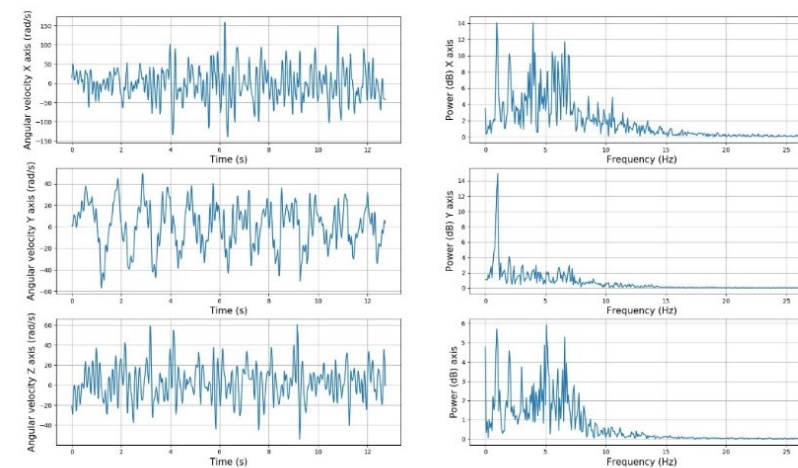 Angular velocity X axis (rad/s)
150
100
50
0
−50
−100
−150
0 2 4 6 8 10 12
Time (s)
Power (dB) X axis
14
12
10
8
6
4
2
0
0 5 10 15 20 25
Frequency (Hz)
Angular velocity Y axis (rad/s)
40
20
0
−20
−40
−60
0 2 4 6 8 10 12
Time (s)
Power (dB) Y axis
14
12
10
8
6
4
2
0
0 5 10 15 20 25
Frequency (Hz)
Angular velocity Z axis (rad/s)
60
40
20
0
−20
−40
0 2 4 6 8 10 12
Time (s)
Power (dB) axis
6
5
4
3
2
1
0
0 5 10 15 20 25
Frequency (Hz)